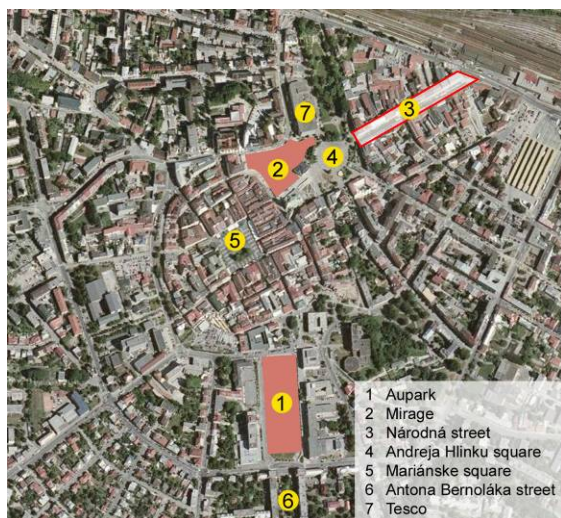 7
3
2
4
5
1
6
1 Aupark
2 Mirage
3 Národná street
4 Andreja Hlinku square
5 Mariánske square
6 Antona Bernoláka street
7 Tesco